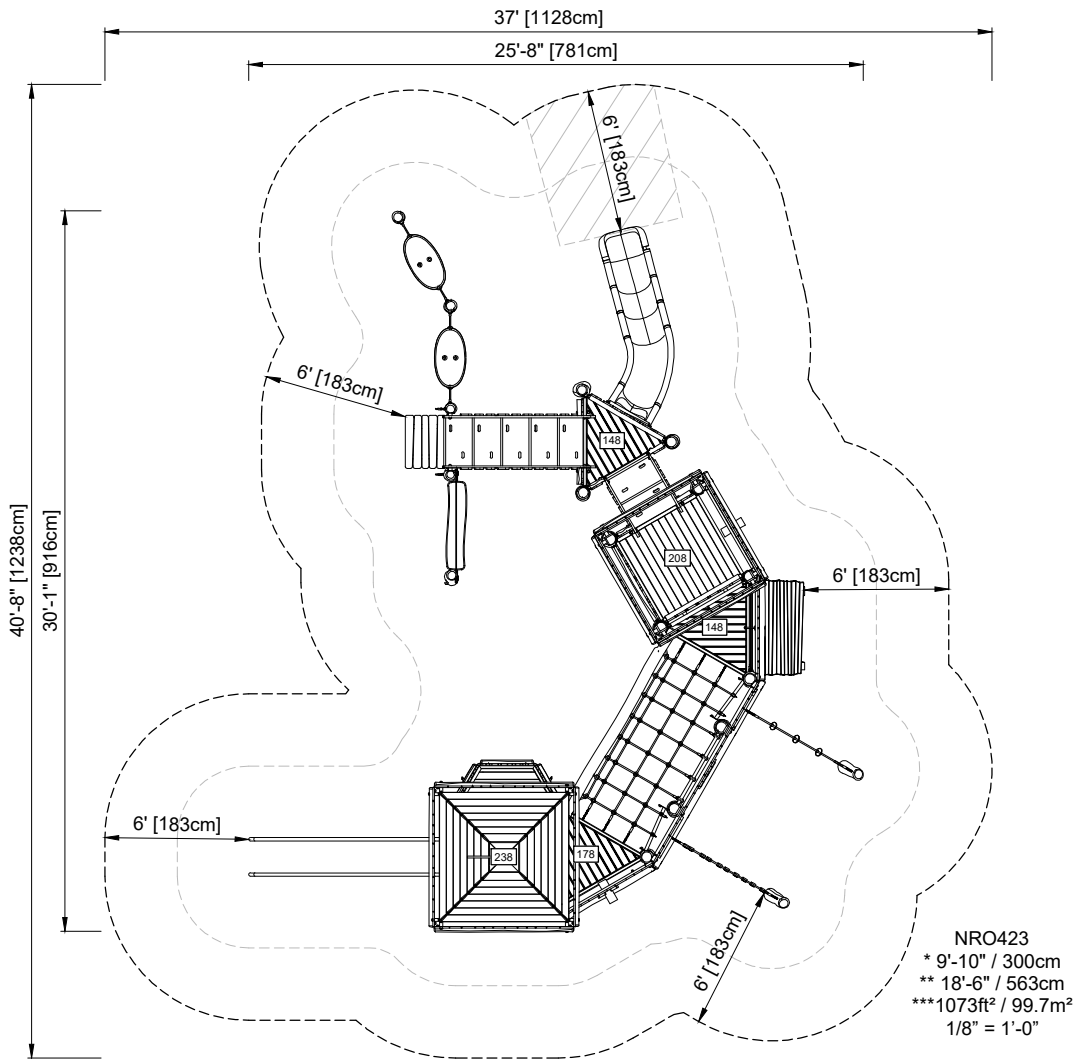 37' [1128cm]
25'-8" [781cm]
6' [183cm]
6' [183cm]
40'-8" [1238cm]
30'-1" [916cm]
148
208
6' [183cm]
148
6' [183cm]
238
178
6' [183cm]
NRO423
* 9'-10" / 300cm
** 18'-6" / 563cm
***1073ft² / 99.7m²
1/8” = 1’-0”